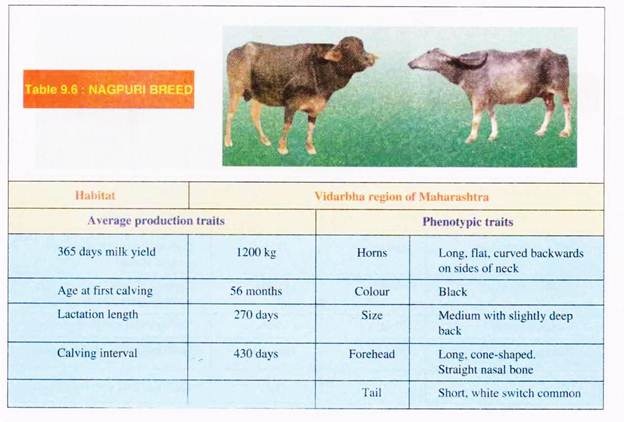 Table 9.6 : NAGPURI BREED
Habitat Vidarbha region of Maharashtra
Average production traits Phenotypic traits
365 days milk yield 1200 kg Horns Long, flat, curved backwards
on sides of neck
Age at first calving 56 months Colour Black
Lactation length 270 days Size Medium with slightly deep
back
Calving interval 430 days Forehead Long, cone-shaped.
Straight nasal bone
Tail Short, white switch common